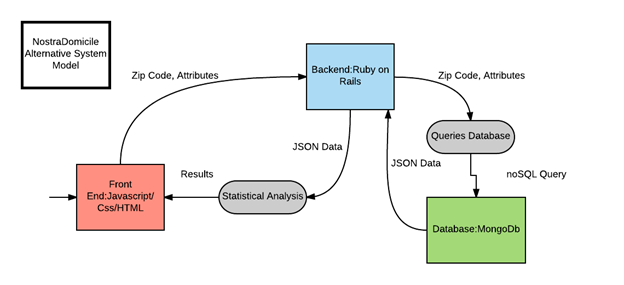 NostraDomicile
Alternative System
Model
Zip Code, Attributes
Backend:Ruby on
Rails
Zip Code, Attributes
Queries Database
JSON Data
JSON Data
noSQL Query
Results
Statistical Analysis
Front
End:Javascript/
Css/HTML
Database:MongoDb